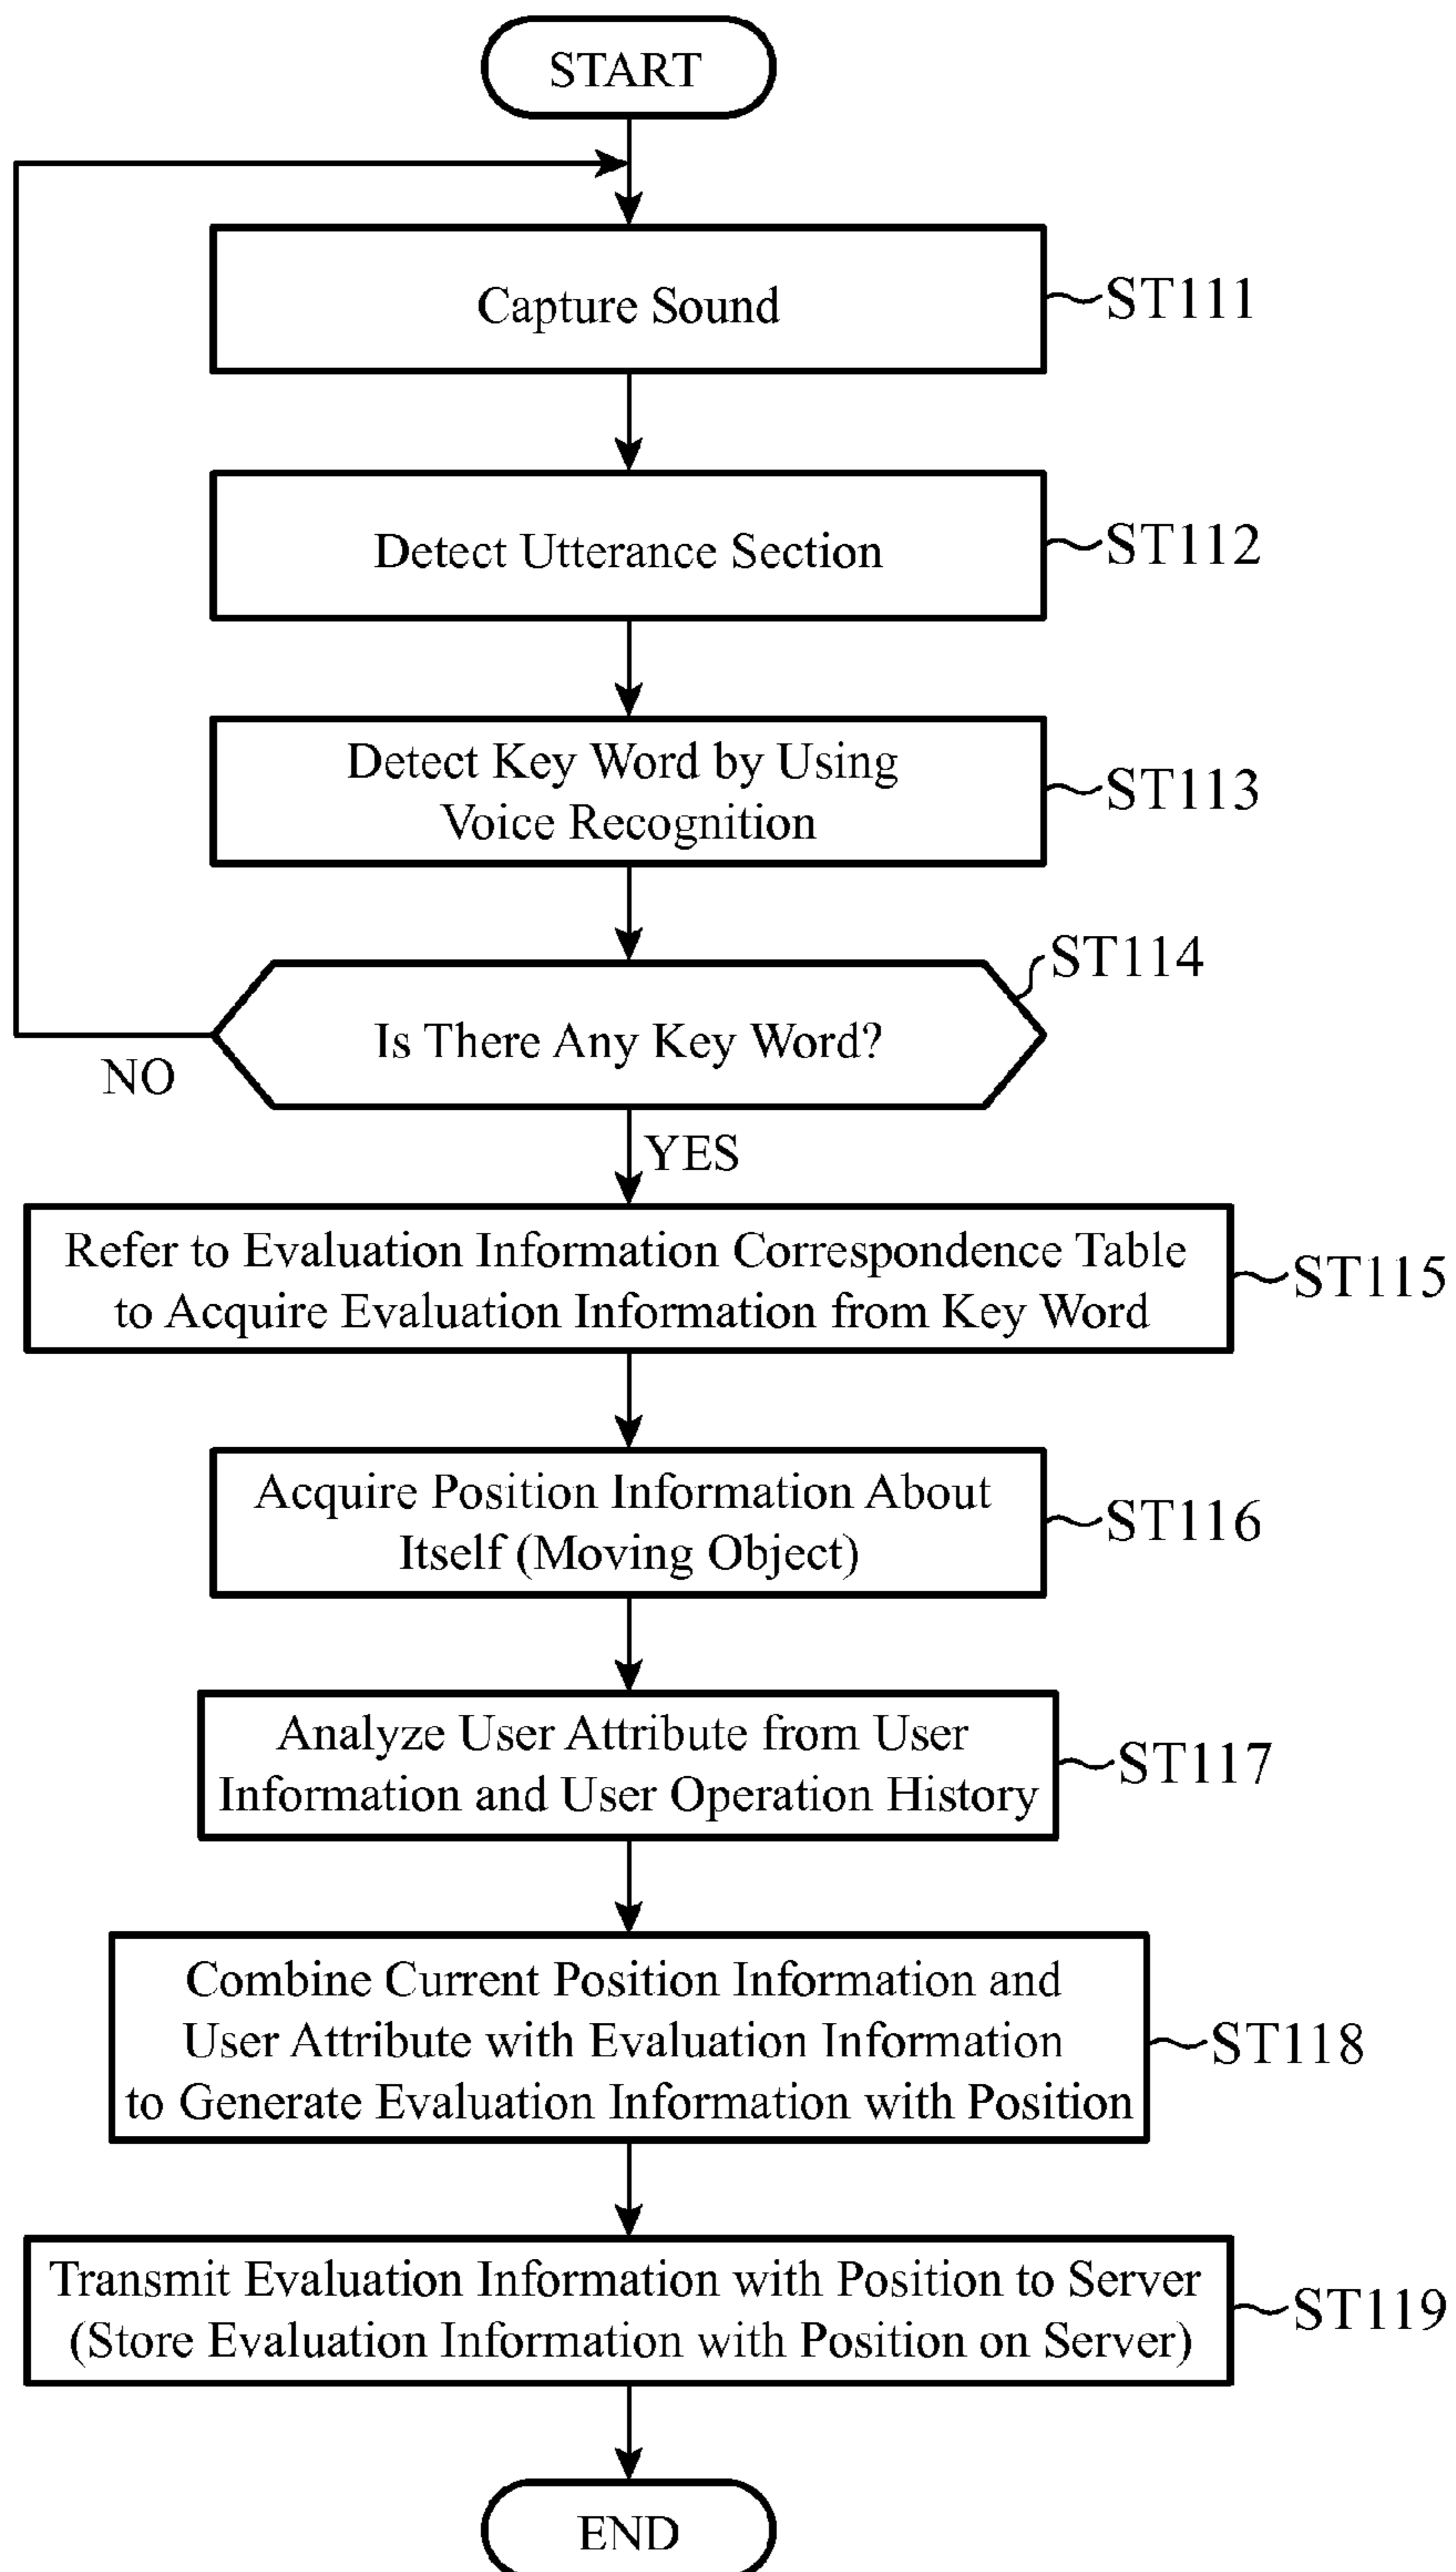 START
Capture Sound
ST111
Detect Utterance Section
ST112
Detect Key Word by Using
Voice Recognition
ST113
ST114
Is There Any Key Word?
NO
YES
Refer to Evaluation Information Correspondence Table
to Acquire Evaluation Information from Key Word
ST115
Acquire Position Information About
Itself (Moving Object)
ST116
Analyze User Attribute from User
Information and User Operation History
ST117
Combine Current Position Information and
User Attribute with Evaluation Information
to Generate Evaluation Information with Position
ST118
Transmit Evaluation Information with Position to Server
(Store Evaluation Information with Position on Server)
ST119
END